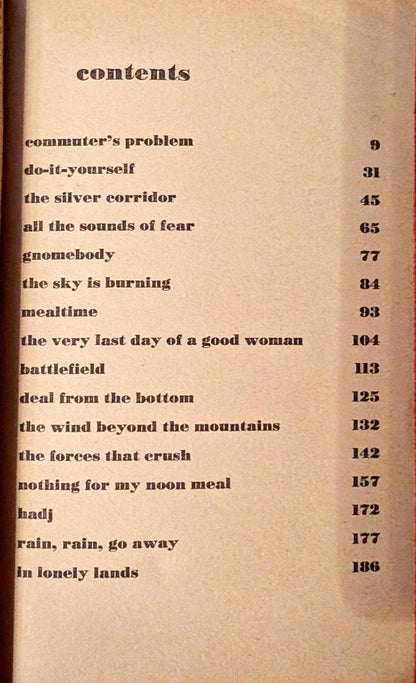 contents
commuter's problem 9
do-it-yourself 31
the silver corridor 45
all the sounds of fear 65
gnomebody 77
the sky is burning 84
mealtime 93
the very last day of a good woman 104
battlefield 113
deal from the bottom 125
the wind beyond the mountains 132
the forces that crush 142
nothing for my noon meal 157
hadj 172
rain, rain, go away 177
in lonely lands 186